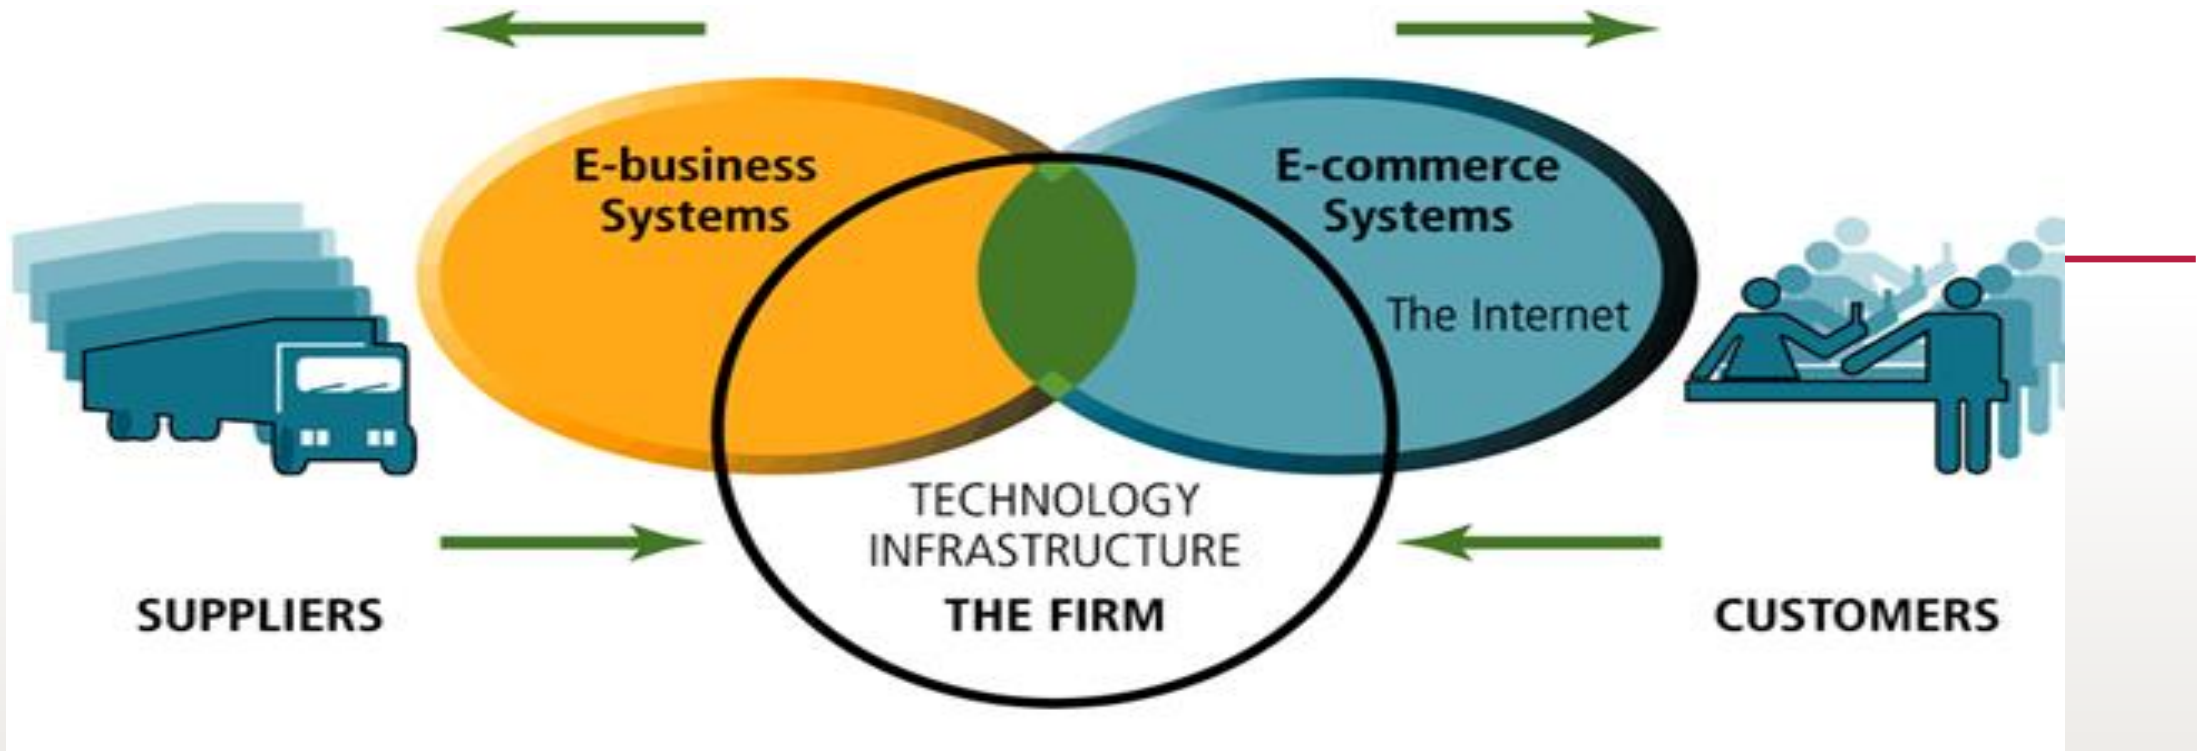 E-business
Systems
E-commerce
Systems
The Internet
TECHNOLOGY
INFRASTRUCTURE
THE FIRM
SUPPLIERS
CUSTOMERS